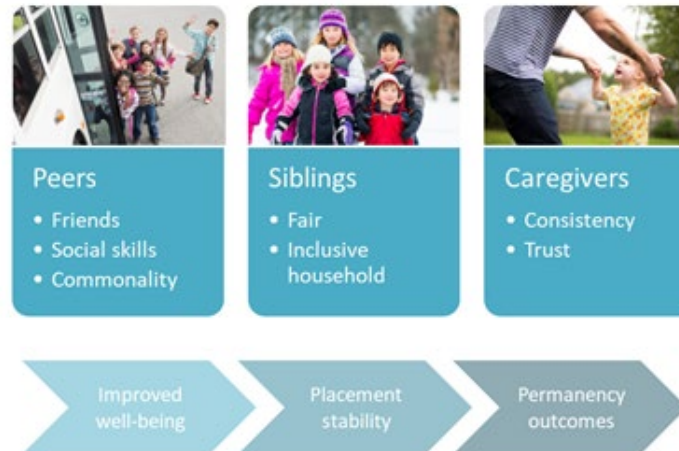 Peers
• Friends
• Social skills
• Commonality
Siblings
• Fair
• Inclusive
household
Caregivers
• Consistency
• Trust
Improved
well-being
Placement
stability
Permanency
outcomes